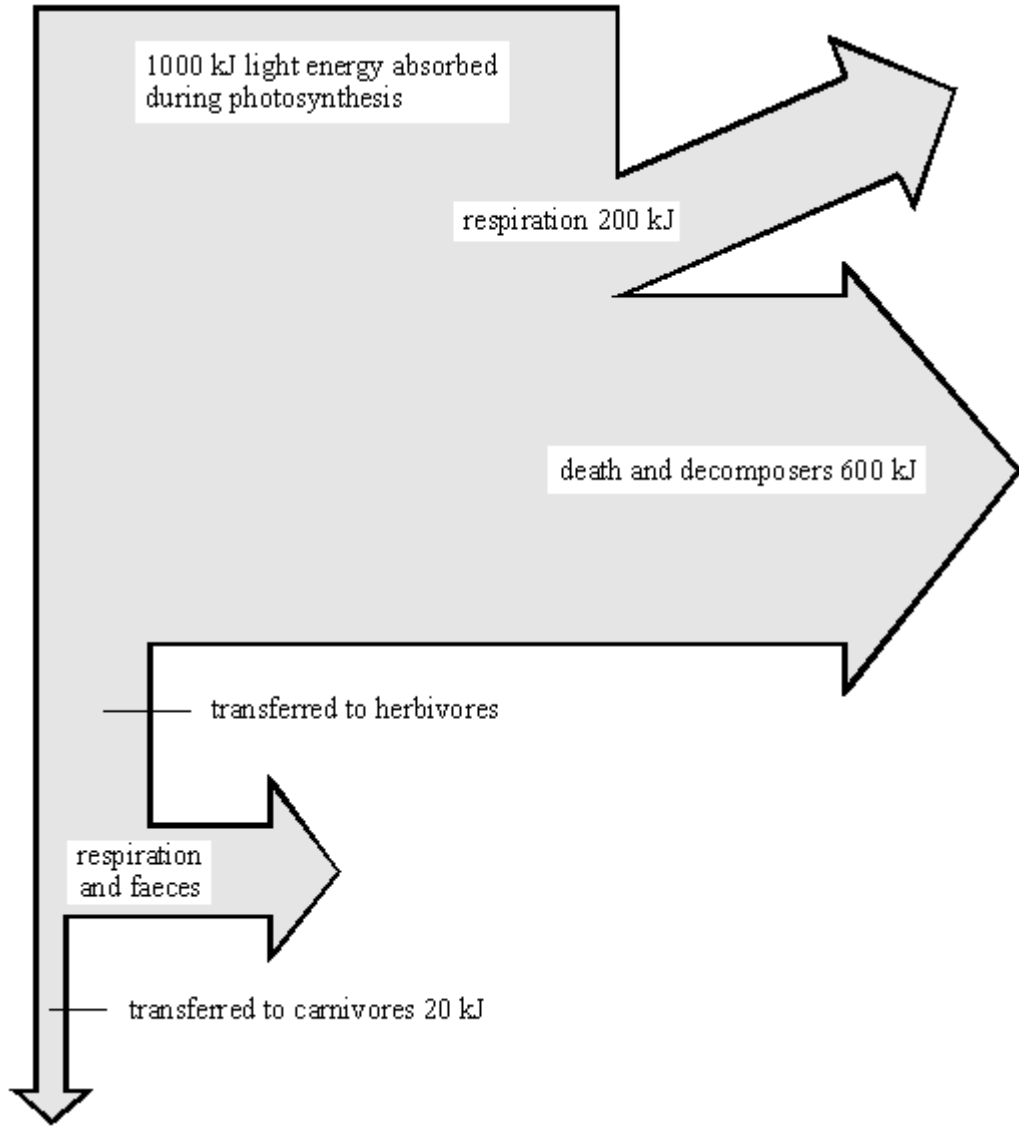 1000 kJ light energy absorbed
during photosynthesis
respiration 200 kJ
death and decomposers 600 kJ
transferred to herbivores
respiration
and faeces
transferred to carnivores 20 kJ